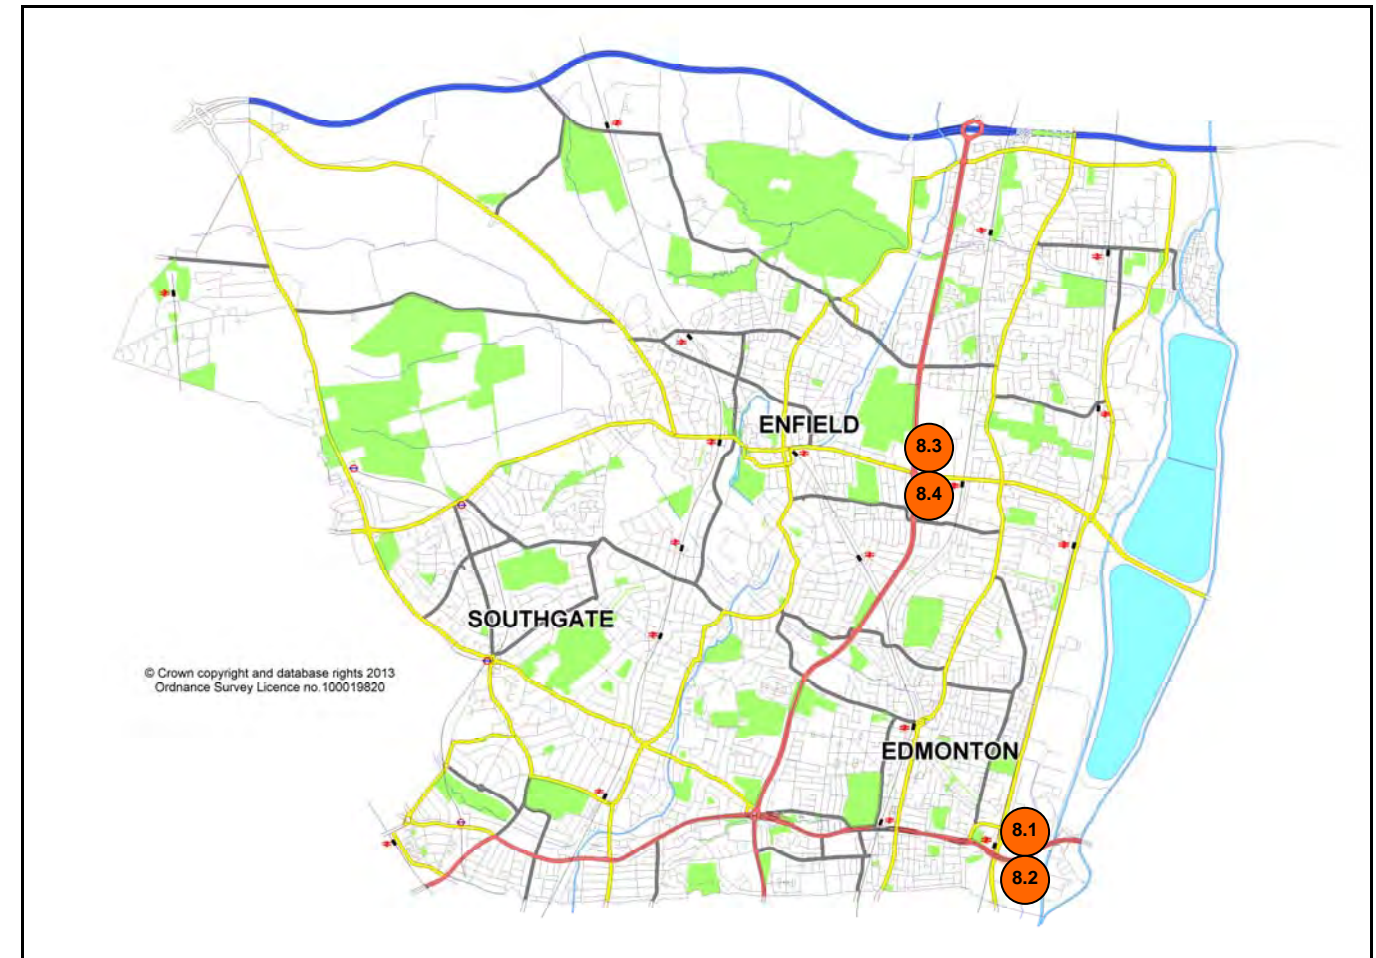 ENFIELD
8.3
8.4
SOUTHGATE
© Crown copyright and database rights 2013
Ordnance Survey Licence no.100019820
EDMONTON
8.1
8.2